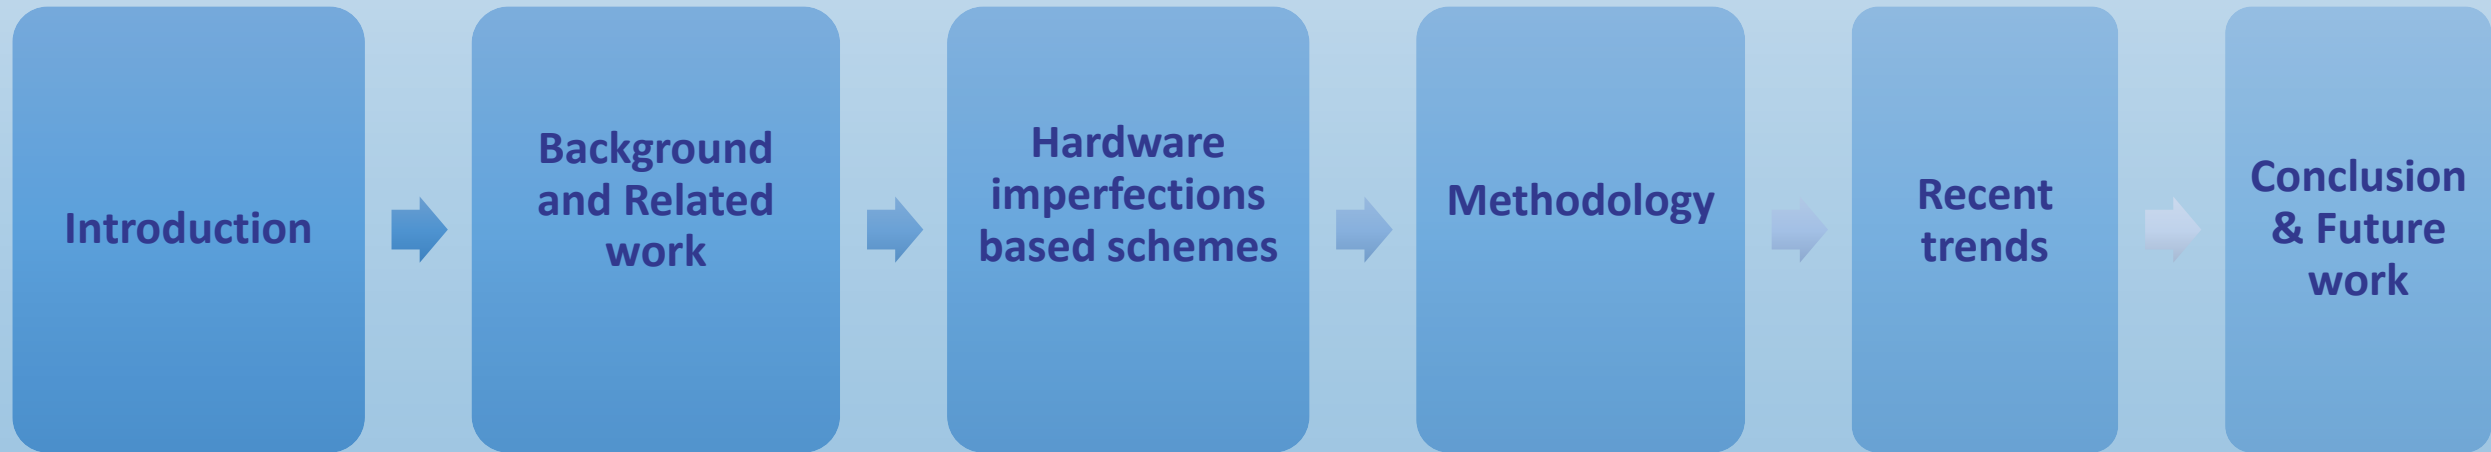 Introduction
Background
and Related
work
Hardware
imperfections
based schemes
Methodology
Recent
trends
Conclusion
& Future
work